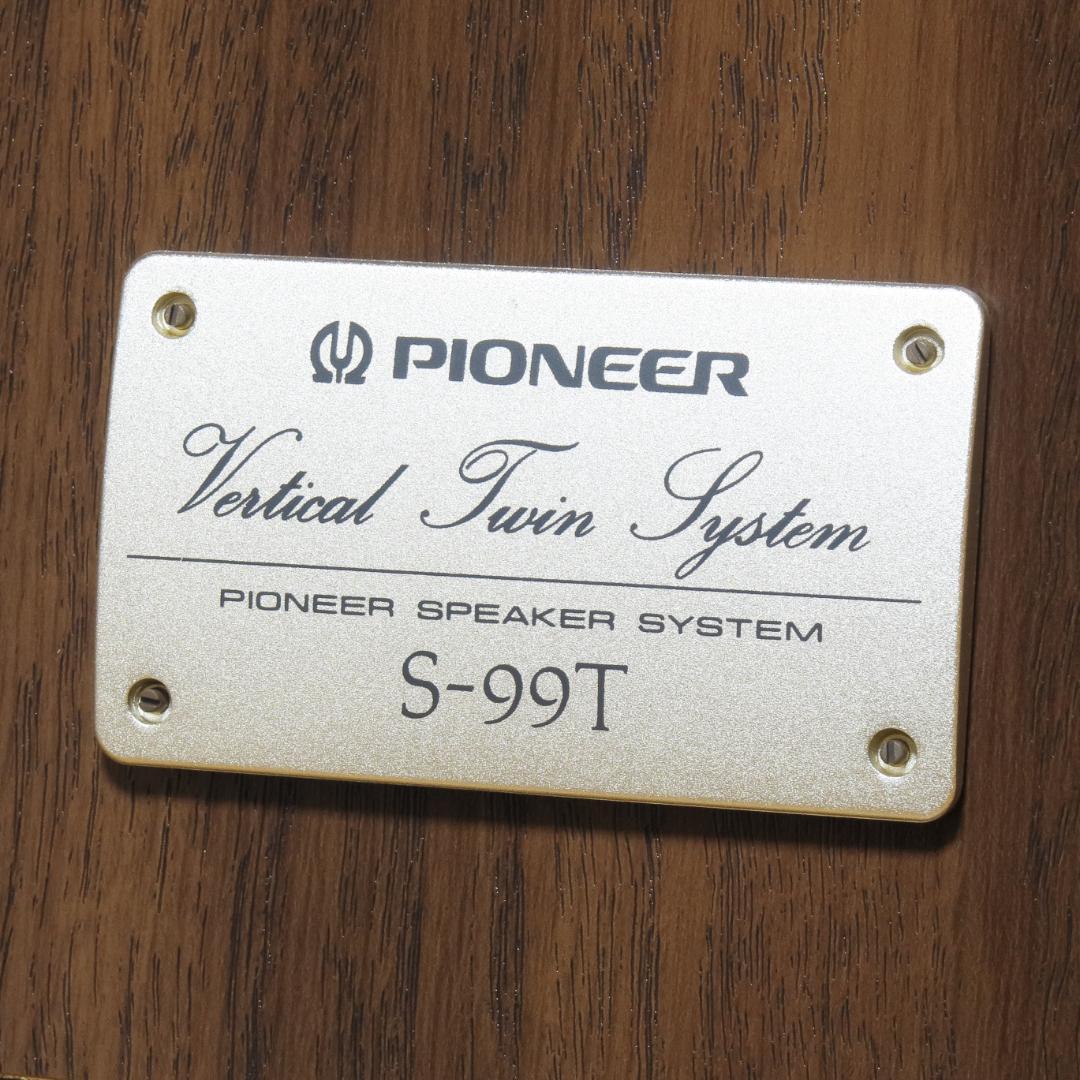 PIONEER
Vertical Twin System
PIONEER SPEAKER SYSTEM
S-99T